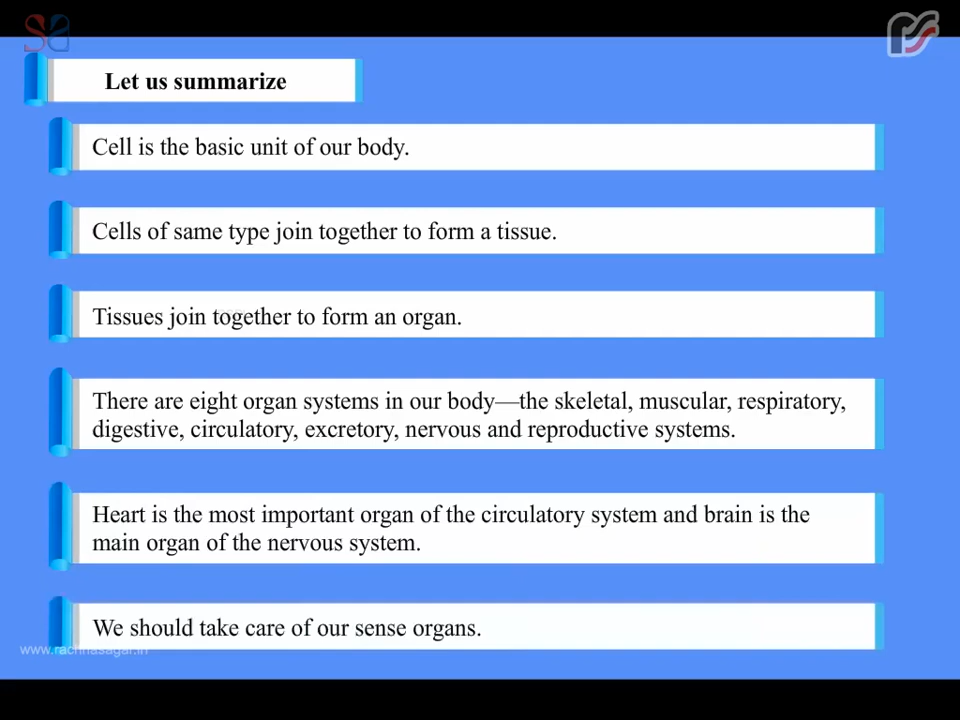 Let us summarize
Cell is the basic unit of our body.
Cells of same type join together to form a tissue.
Tissues join together to form an organ.
There are eight organ systems in our body—the skeletal, muscular, respiratory,
digestive, circulatory, excretory, nervous and reproductive systems.
Heart is the most important organ of the circulatory system and brain is the
main organ of the nervous system.
We should take care of our sense organs.
www.rachnasagar.in